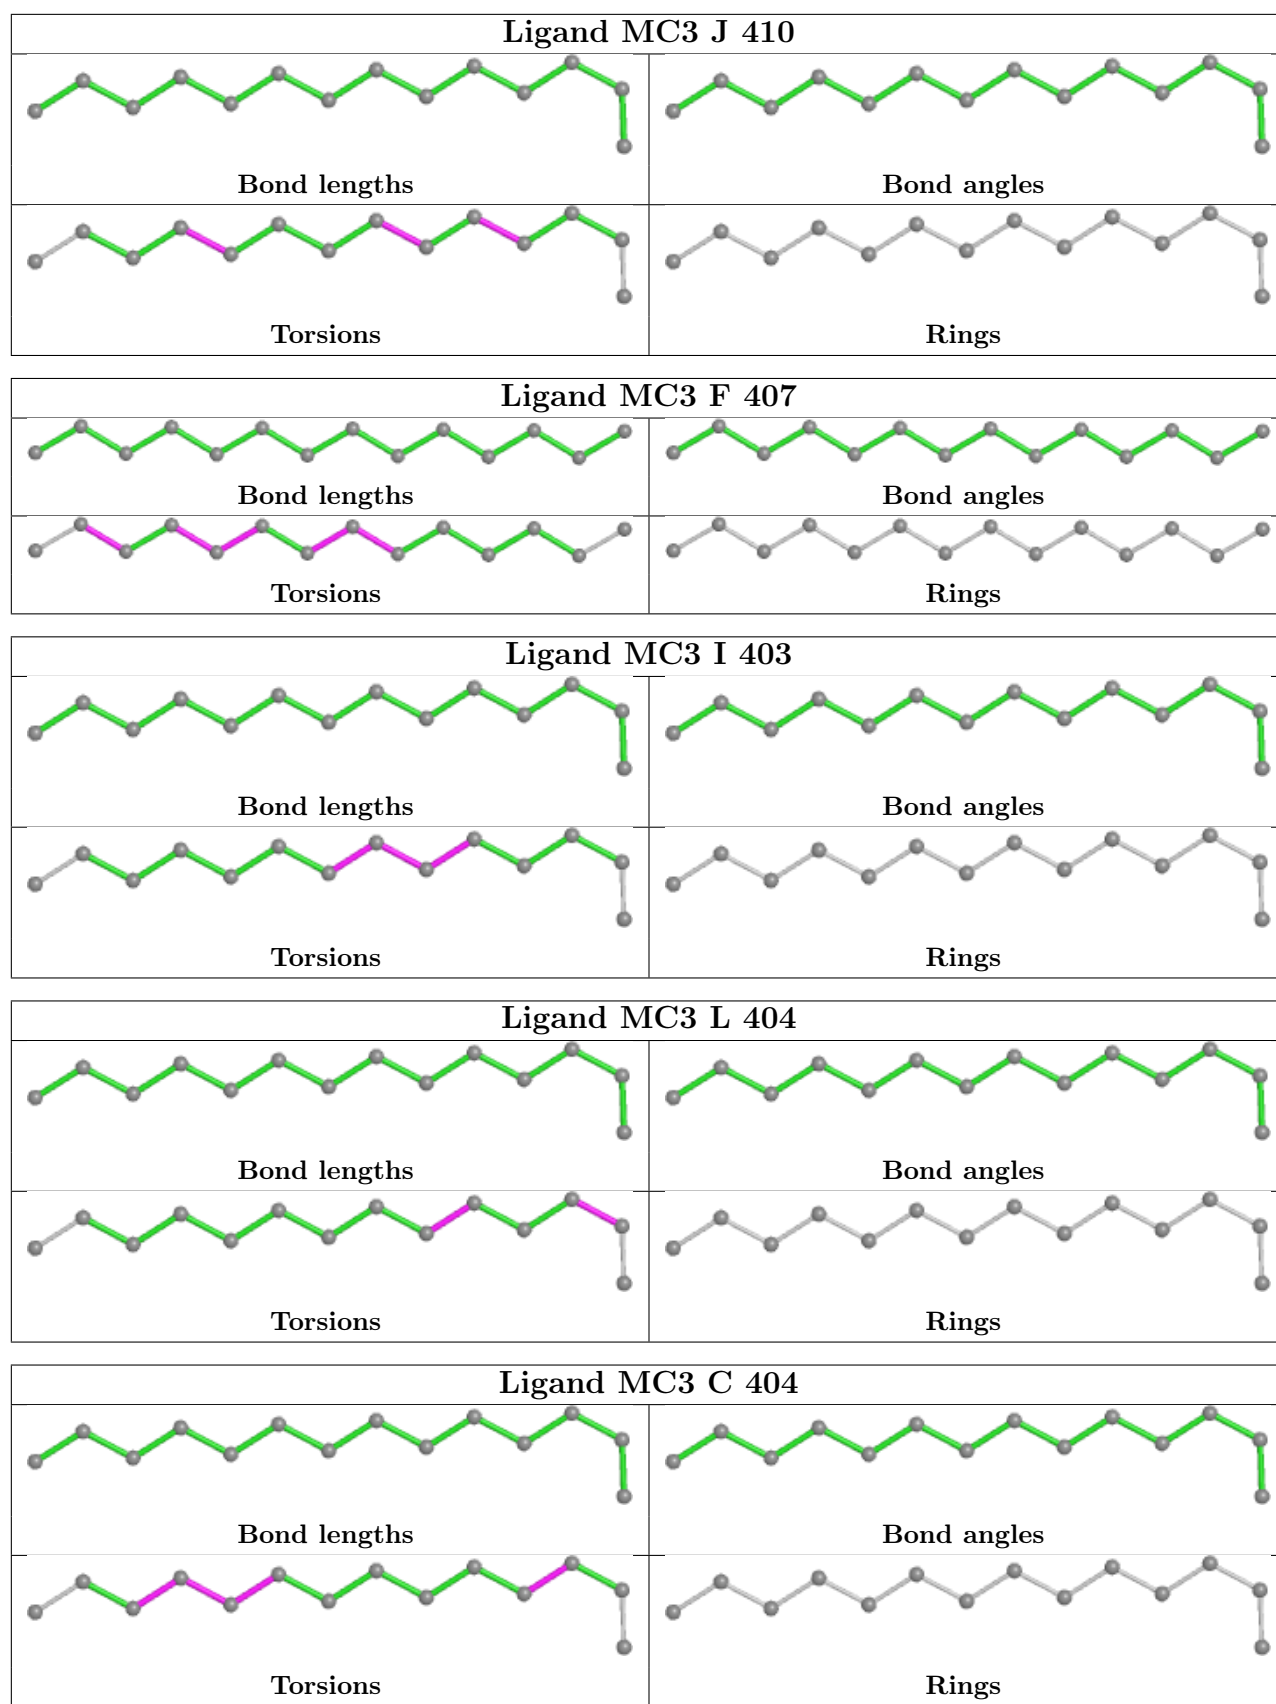 Ligand MC3 J 410
Bond lengths
Bond angles
Torsions
Rings
Ligand MC3 F 407
Bond lengths
Bond angles
Torsions
Rings
Ligand MC3 I 403
Bond lengths
Bond angles
Torsions
Rings
Ligand MC3 L 404
Bond lengths
Bond angles
Torsions
Rings
Ligand MC3 C 404
Bond lengths
Bond angles
Torsions
Rings